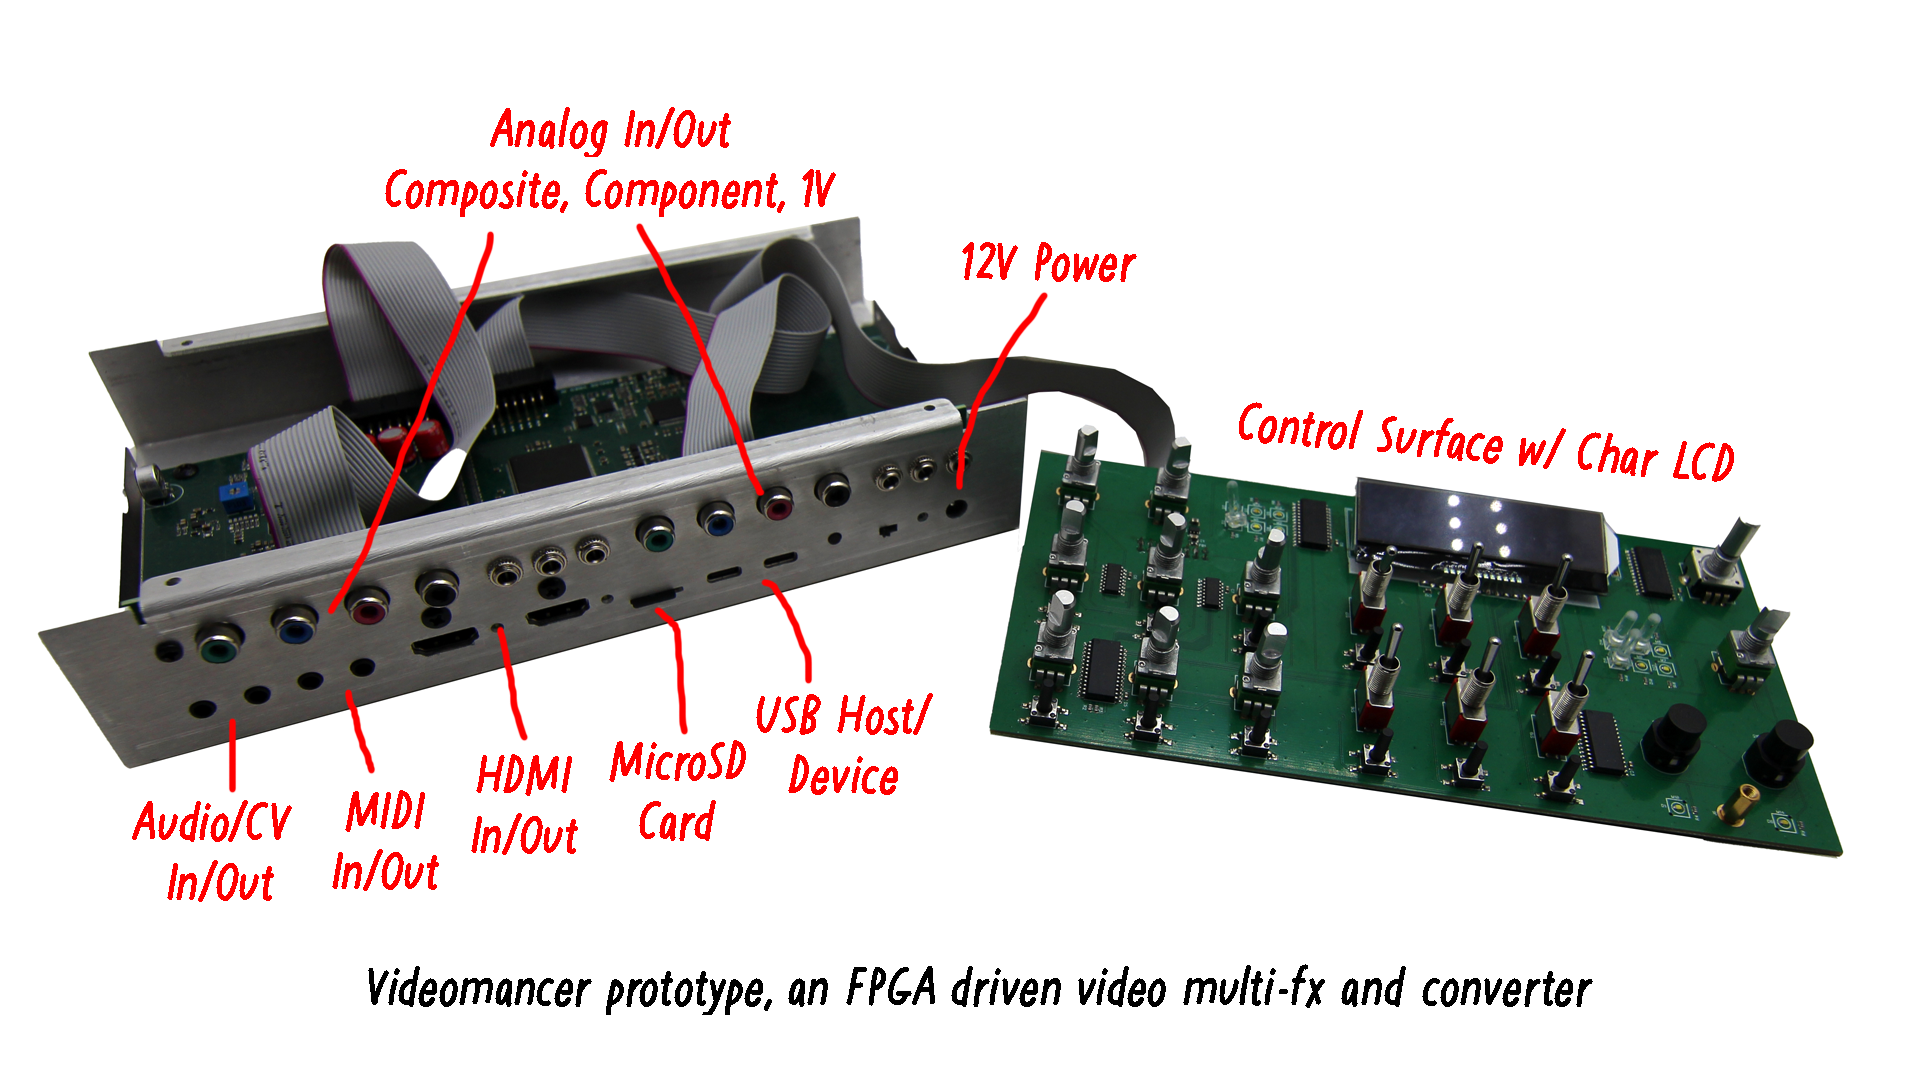 Analog In/Out
Composite, Component, 1V
12V Power
Control Surface w/ Char LCD
Audio/CV
In/Out
MIDI
In/Out
HDMI
In/Out
MicroSD
Card
USB Host/
Device
Videomancer prototype, an FPGA driven video multi-fx and converter